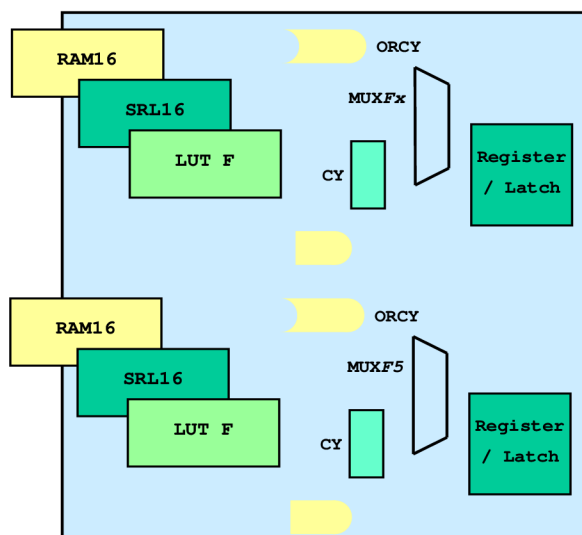 ORCY
RAM16
MUXFx
SRL16
LUT F
CY
Register
/ Latch
RAM16
ORCY
MUXF5
SRL16
LUT F
CY
Register
/ Latch